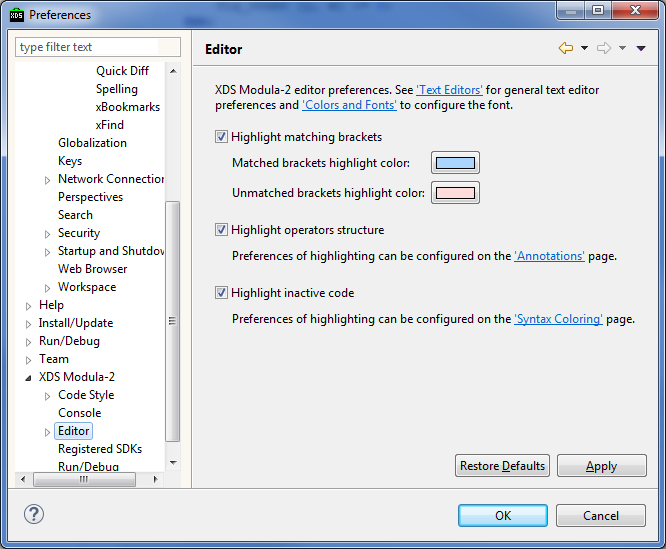 XDS
Preferences
type filter text
Quick Diff
Spelling
xBookmarks
xFind
Globalization
Keys
Network Connection
Perspectives
Search
Security
Startup and Shutdow
Web Browser
Workspace
Help
Install/Update
Run/Debug
Team
XDS Modula-2
Code Style
Console
Editor
Registered SDKs
Run/Debug
Editor
XDS Modula-2 editor preferences. See 'Text Editors' for general text editor
preferences and 'Colors and Fonts' to configure the font.
Highlight matching brackets
Matched brackets highlight color:
Unmatched brackets highlight color:
Highlight operators structure
Preferences of highlighting can be configured on the 'Annotations' page.
Highlight inactive code
Preferences of highlighting can be configured on the 'Syntax Coloring' page.
Restore Defaults
Apply
?
OK
Cancel